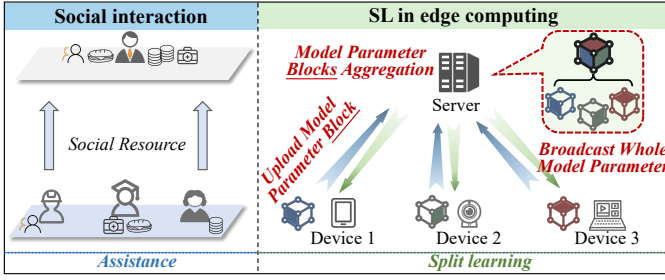 Social interaction
Social Resource
Assistance
SL in edge computing
Model Parameter
Blocks Aggregation
Server
Upload Model
Parameter Block
Broadcast Whole
Model Parameter
Device 1
Device 2
Device 3
Split learning